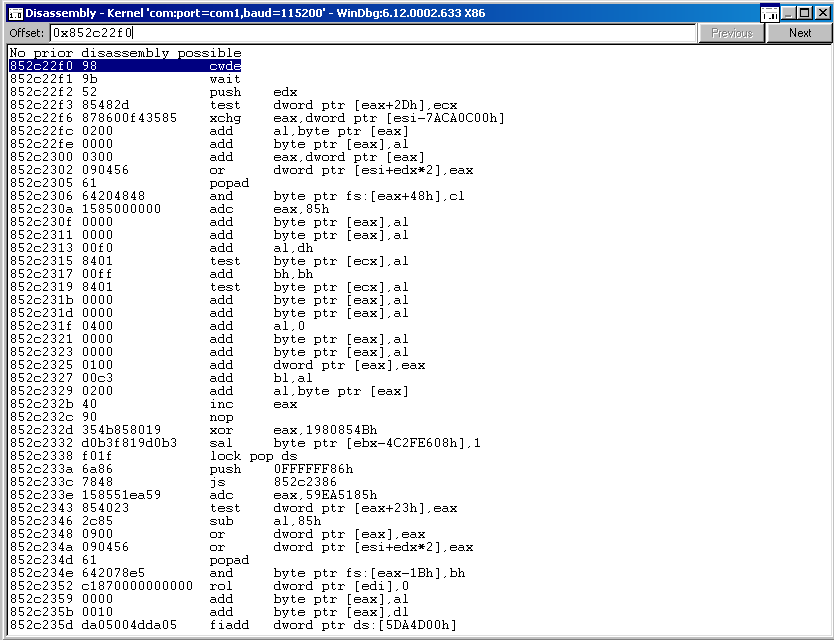 Disassembly - Kernel 'com:port=com1,baud=115200' - WinDbg:6.12.0002.633 X86
Offset: 0x852c22f0 Previous Next
No prior disassembly possible
852c22f0 98 cwde
852c22f1 9b wait
852c22f2 52 push edx
852c22f3 85482d test dword ptr [eax+2Dh],ecx
852c22f6 878600f43585 xchg eax,dword ptr [esi-7ACA0C00h]
852c22fc 0200 add al,byte ptr [eax]
852c22fe 0000 add byte ptr [eax],al
852c2300 0300 add eax,dword ptr [eax]
852c2302 090456 or dword ptr [esi+edx*2],eax
852c2305 61 popad
852c2306 64204848 and byte ptr fs:[eax+48h],cl
852c230a 1585000000 adc eax,85h
852c230f 0000 add byte ptr [eax],al
852c2311 0000 add byte ptr [eax],al
852c2313 00f0 add al,dh
852c2315 8401 test byte ptr [ecx],al
852c2317 00ff add bh,bh
852c2319 8401 test byte ptr [ecx],al
852c231b 0000 add byte ptr [eax],al
852c231d 0000 add byte ptr [eax],al
852c231f 0400 add al,0
852c2321 0000 add byte ptr [eax],al
852c2323 0000 add byte ptr [eax],al
852c2325 0100 add dword ptr [eax],eax
852c2327 00c3 add bl,al
852c2329 0200 add al,byte ptr [eax]
852c232b 40 inc eax
852c232c 90 nop
852c232d 354b858019 xor eax,1980854Bh
852c2332 d0b3f819d0b3 sal byte ptr [ebx-4C2FE608h],1
852c2338 f01f lock pop ds
852c233a 6a86 push 0FFFFFF86h
852c233c 7848 js 852c2386
852c233e 158551ea59 adc eax,59EA5185h
852c2343 854023 test dword ptr [eax+23h],eax
852c2346 2c85 sub al,85h
852c2348 0900 or dword ptr [eax],eax
852c234a 090456 or dword ptr [esi+edx*2],eax
852c234d 61 popad
852c234e 642078e5 and byte ptr fs:[eax-1Bh],bh
852c2352 c1870000000000 rol dword ptr [edi],0
852c2359 0000 add byte ptr [eax],al
852c235b 0010 add byte ptr [eax],dl
852c235d da05004dda05 fiadd dword ptr ds:[5DA4D00h]